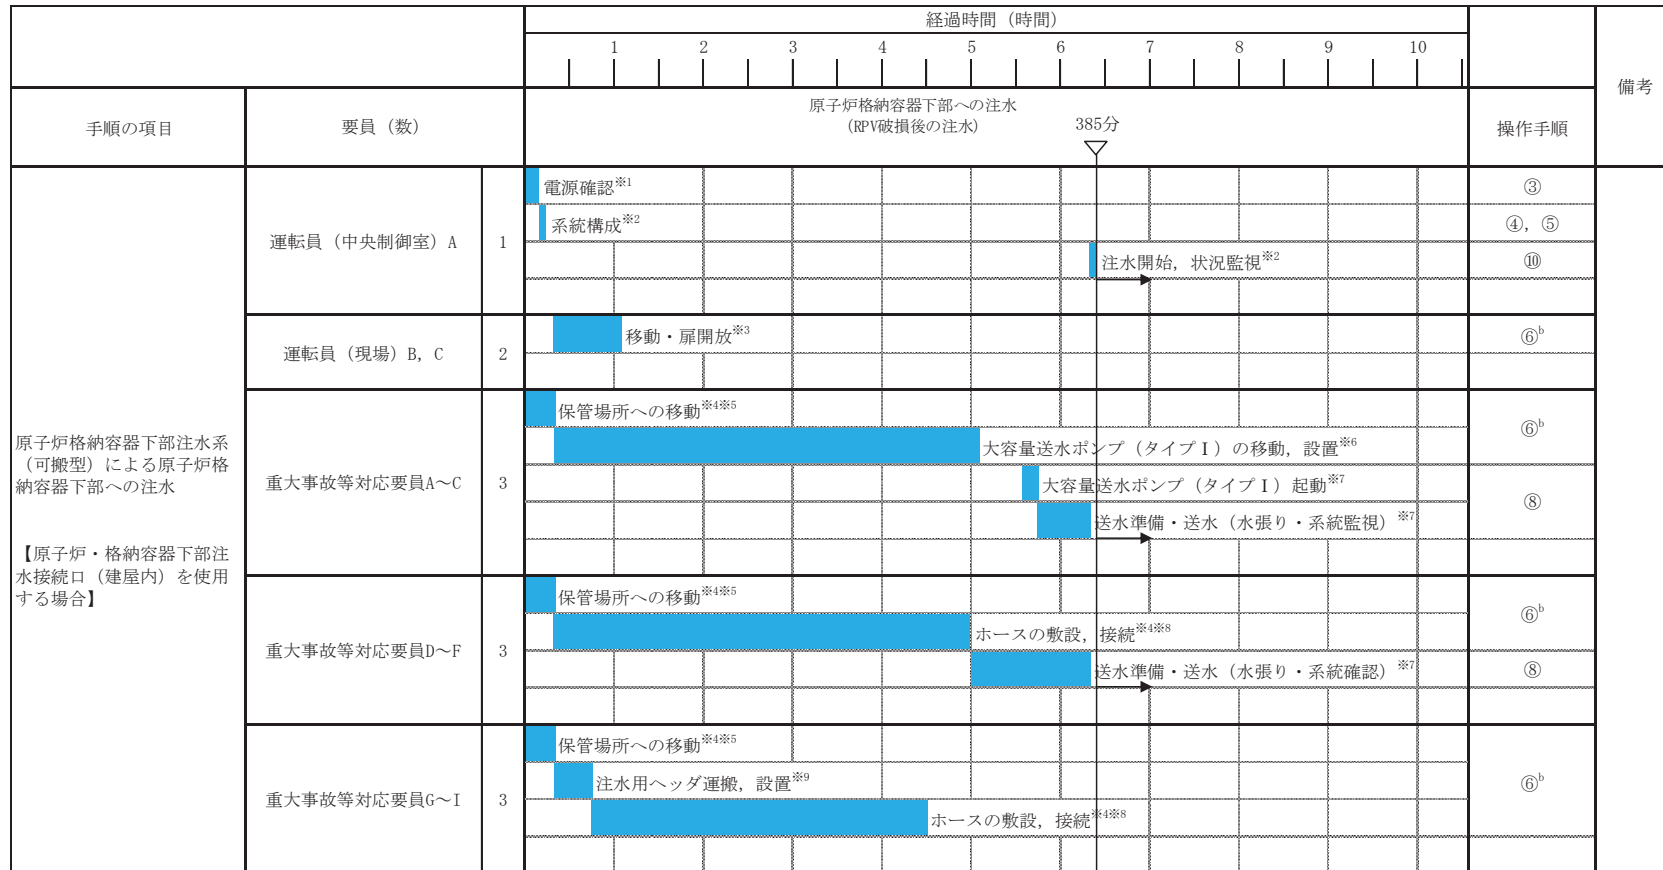 経過時間（時間）
1 2 3 4 5 6 7 8 9 10
備考
手順の項目
要員（数）
原子炉格納容器下部への注水
（RPV破損後の注水）
385分
操作手順
原子炉格納容器下部注水系
（可搬型）による原子炉格
納容器下部への注水
【原子炉・格納容器下部注
水接続口（建屋内）を使用
する場合】
運転員（中央制御室）A
1
電源確認※1
③
系統構成※2
④，⑤
注水開始，状況監視※2
⑩
運転員（現場）B，C
2
移動・扉開放※3
⑥b
重大事故等対応要員A～C
3
保管場所への移動※4※5
大容量送水ポンプ（タイプⅠ）の移動，設置※6
⑥b
大容量送水ポンプ（タイプⅠ）起動※7
送水準備・送水（水張り・系統監視）※7
⑧
重大事故等対応要員D～F
3
保管場所への移動※4※5
ホースの敷設，接続※4※8
⑥b
送水準備・送水（水張り・系統確認）※7
⑧
重大事故等対応要員G～I
3
保管場所への移動※4※5
注水用ヘッダ運搬，設置※9
ホースの敷設，接続※4※8
⑥b